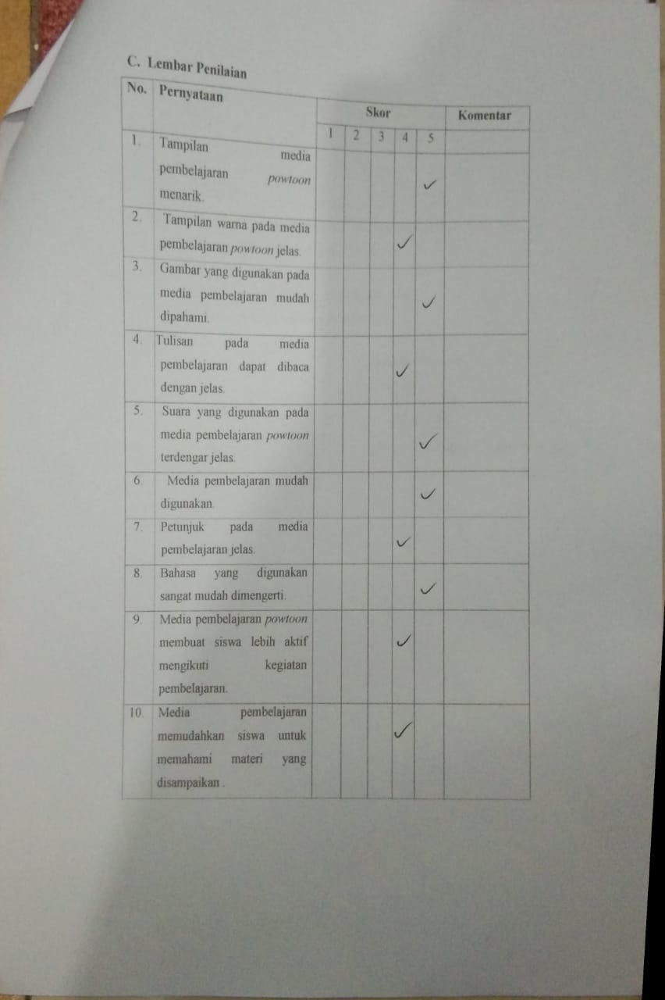 C. Lembar Penilaian
No. Pernyataan Skor Komentar
1 2 3 4 5
1. Tampilan media
pembelajaran powtoon
menarik. ✓
2. Tampilan warna pada media
pembelajaran powtoon jelas. ✓
3. Gambar yang digunakan pada
media pembelajaran mudah ✓
dipahami.
4. Tulisan pada media
pembelajaran dapat dibaca ✓
dengan jelas.
5. Suara yang digunakan pada
media pembelajaran powtoon ✓
terdengar jelas.
6. Media pembelajaran mudah ✓
digunakan.
7. Petunjuk pada media ✓
pembelajaran jelas.
8. Bahasa yang digunakan ✓
sangat mudah dimengerti.
9. Media pembelajaran powtoon
membuat siswa lebih aktif ✓
mengikuti kegiatan
pembelajaran.
10. Media pembelajaran
memudahkan siswa untuk ✓
memahami materi yang
disampaikan .